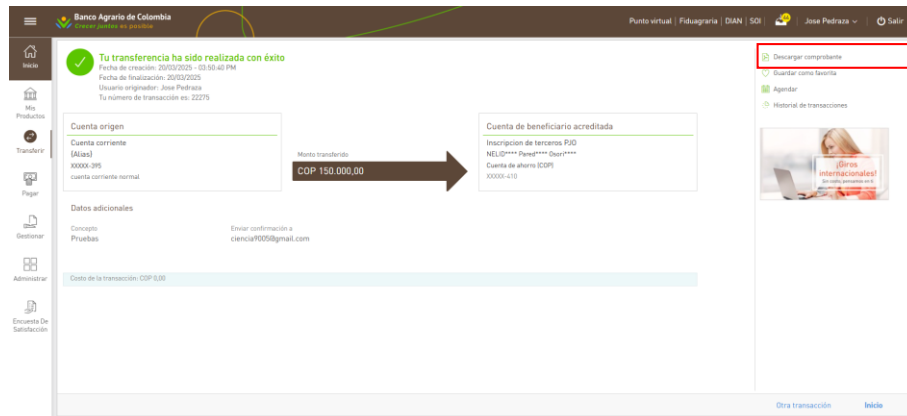 Banco Agrario de Colombia
Crecer juntos es posible
Punto virtual | Fiduagraria | DIAN | SOI |
Jose Pedraza
Salir
Inicio
Mis
Productos
Transferir
Pagar
Gestionar
Administrar
Encuesta De
Satisfacción
Tu transferencia ha sido realizada con éxito
Fecha de creación: 20/03/2025 - 03:50:40 PM
Fecha de finalización: 20/03/2025
Usuario originador: Jose Pedraza
Tu número de transacción es: 22275
Cuenta origen
Cuenta corriente
(Alias)
XXXXX-395
cuenta corriente normal
Monto transferido
COP 150.000,00
Cuenta de beneficiario acreditada
Inscripcion de terceros PJO
NELID**** Pared**** Osori****
Cuenta de ahorro (COP)
XXXXX-410
Datos adicionales
Concepto
Pruebas
Enviar confirmación a
ciencia9005@gmail.com
Costo de la transacción: COP 0,00
Descargar comprobante
Guardar como favorita
Agendar
Historial de transacciones
¡Giros
internacionales!
Otra transacción
Inicio